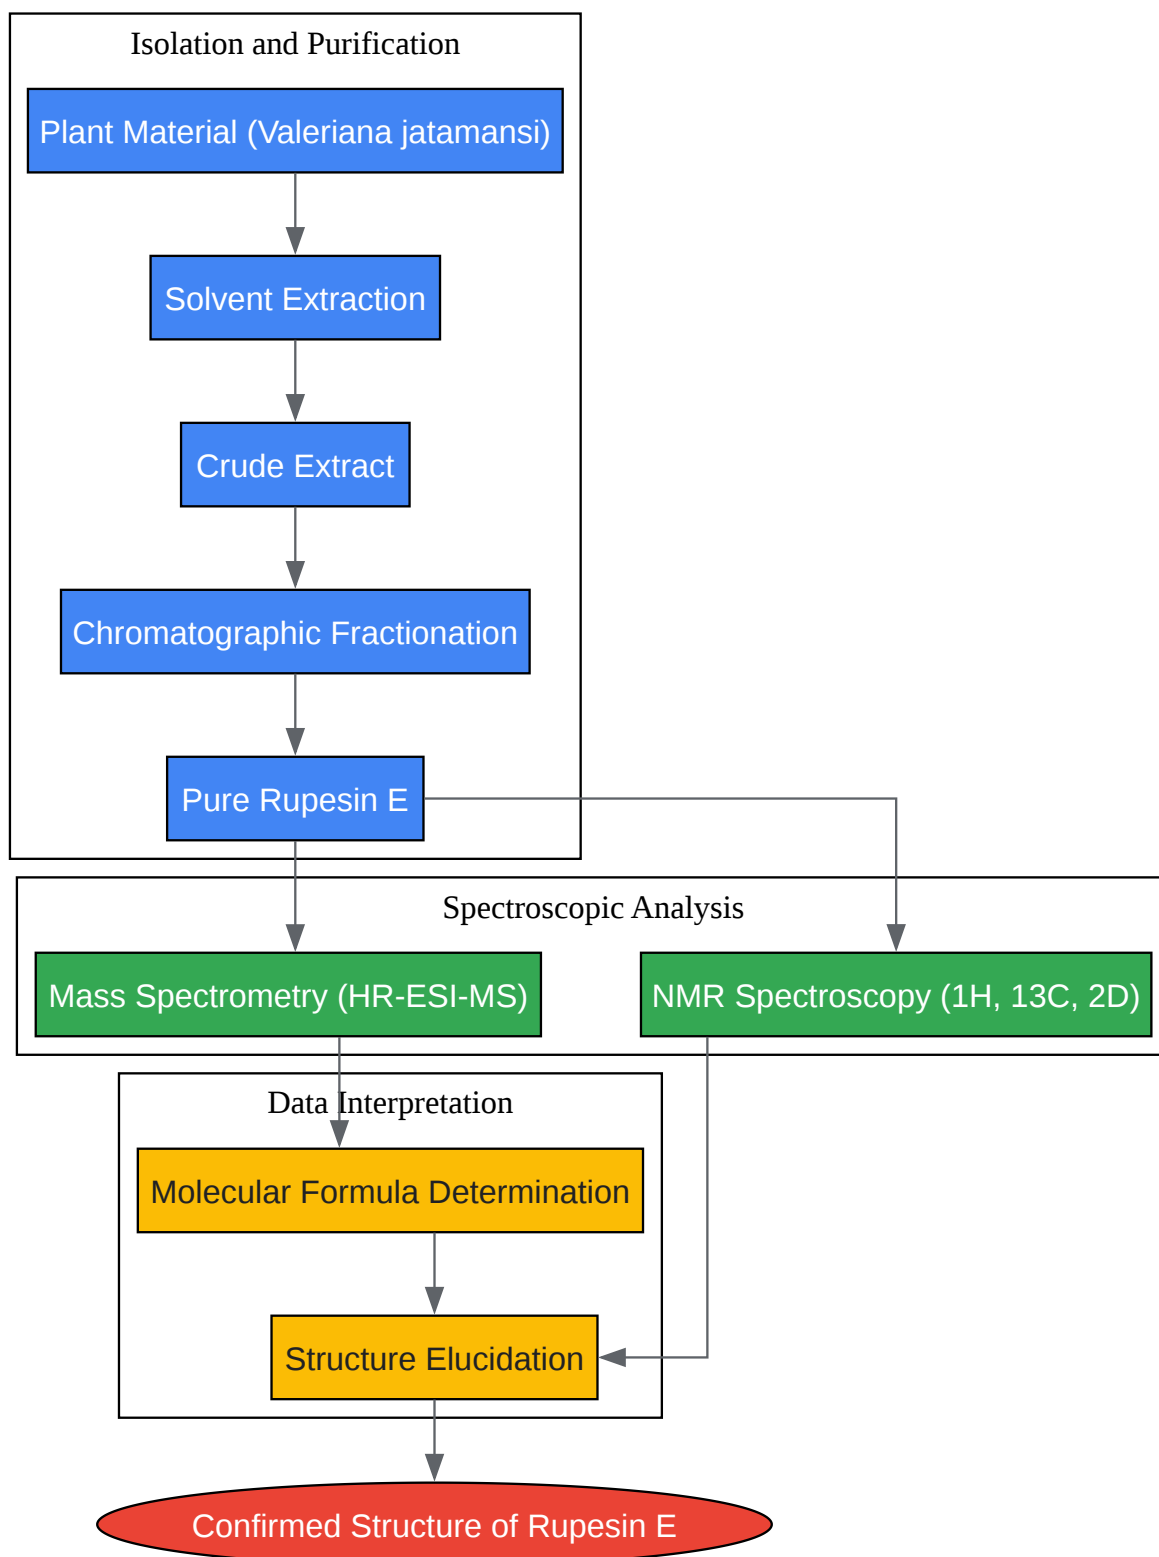 Isolation and Purification
Plant Material (Valeriana jatamansi)
Solvent Extraction
Crude Extract
Chromatographic Fractionation
Pure Rupesin E
Spectroscopic Analysis
Mass Spectrometry (HR-ESI-MS)
NMR Spectroscopy (1H, 13C, 2D)
Data Interpretation
Molecular Formula Determination
Structure Elucidation
Confirmed Structure of Rupesin E